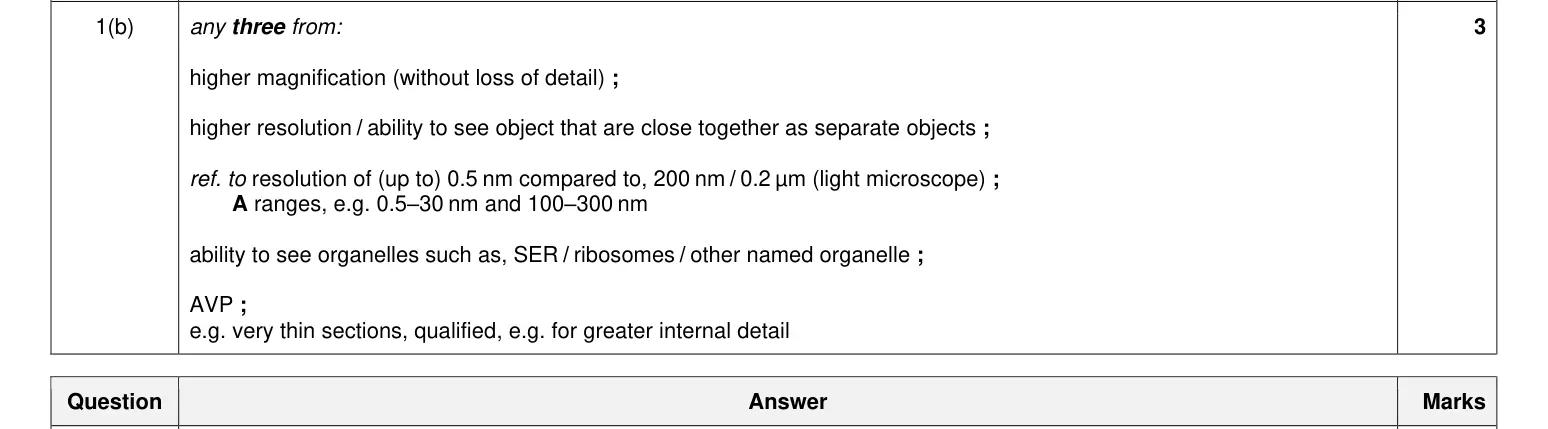 1(b) any three from: 3
higher magnification (without loss of detail) ;
higher resolution / ability to see object that are close together as separate objects ;
ref. to resolution of (up to) 0.5 nm compared to, 200 nm / 0.2 µm (light microscope) ;
A ranges, e.g. 0.5–30 nm and 100–300 nm
ability to see organelles such as, SER / ribosomes / other named organelle ;
AVP ;
e.g. very thin sections, qualified, e.g. for greater internal detail
Question Answer Marks